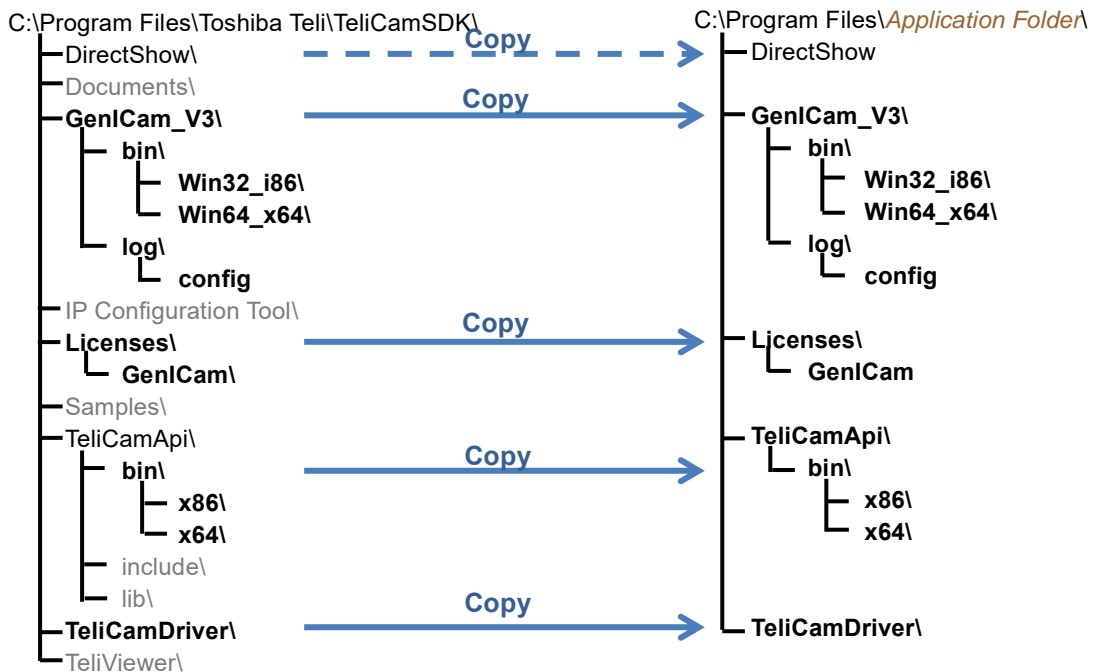 C:\Program Files\Toshiba Teli\TeliCamSDK\
DirectShow\
Documents\
GenICam_V3\
bin\
Win32_i86\
Win64_x64\
log\
config
IP Configuration Tool\
Licenses\
GenICam\
Samples\
TeliCamApi\
bin\
x86\
x64\
include\
lib\
TeliCamDriver\
TeliViewer\
Copy
Copy
Copy
Copy
Copy
C:\Program Files\Application Folder\
DirectShow
GenICam_V3\
bin\
Win32_i86\
Win64_x64\
log\
config
Licenses\
GenICam
TeliCamApi\
bin\
x86\
x64\
TeliCamDriver\